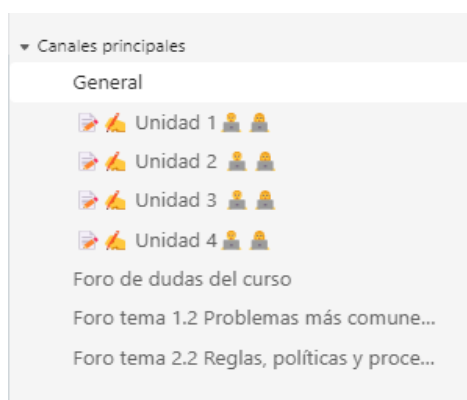 Canales principales
General
📝✍️ Unidad 1 👨‍💻 👩‍💻
📝✍️ Unidad 2 👨‍💻 👩‍💻
📝✍️ Unidad 3 👨‍💻 👩‍💻
📝✍️ Unidad 4 👨‍💻 👩‍💻
Foro de dudas del curso
Foro tema 1.2 Problemas más comune...
Foro tema 2.2 Reglas, políticas y proce...